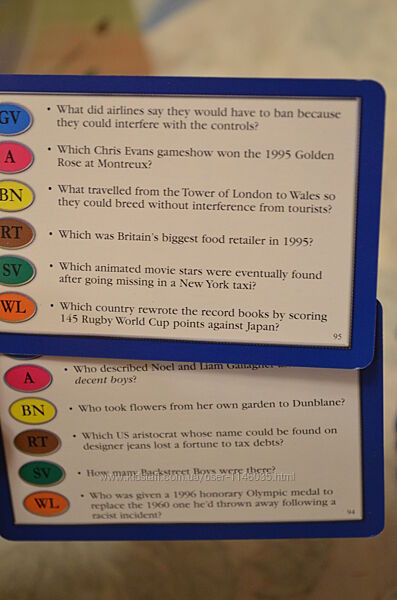 GV • What did airlines say they would have to ban because
they could interfere with the controls?
A • Which Chris Evans gameshow won the 1995 Golden
Rose at Montreux?
BN • What travelled from the Tower of London to Wales so
they could breed without interference from tourists?
RT • Which was Britain's biggest food retailer in 1995?
SV • Which animated movie stars were eventually found
after going missing in a New York taxi?
WL • Which country rewrote the record books by scoring
145 Rugby World Cup points against Japan?
95
A • Who described Noel and Liam Gallagher
decent boys?
BN • Who took flowers from her own garden to Dunblane?
RT • Which US aristocrat whose name could be found on
designer jeans lost a fortune to tax debts?
SV • How many Backstreet Boys were there?
WL • Who was given a 1996 honorary Olympic medal to
replace the 1960 one he'd thrown away following a
racist incident?
94